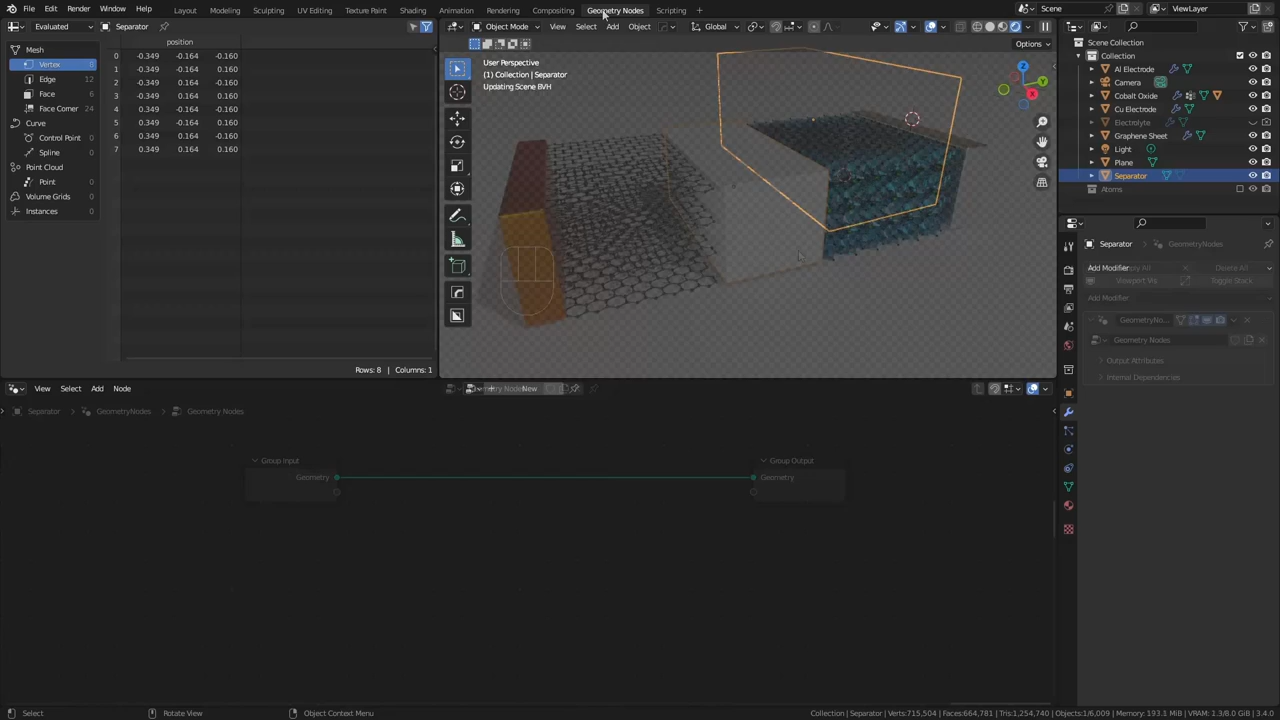 File Edit Render Window Help
Layout Modeling Sculpting UV Editing Texture Paint Shading Animation Rendering Compositing Geometry Nodes Scripting +
Scene
ViewLayer
Evaluated Separator
Mesh
Vertex 8
Edge 12
Face 6
Face Corner 24
Curve
Control Point 0
Spline 0
Point Cloud
Point 0
Volume Grids
Instances
position
0 -0.349 -0.164 -0.160
1 -0.349 -0.164 0.160
2 -0.349 0.164 -0.160
3 -0.349 0.164 0.160
4 0.349 -0.164 -0.160
5 0.349 -0.164 0.160
6 0.349 0.164 -0.160
7 0.349 0.164 0.160
Rows: 8 | Columns: 1
Object Mode View Select Add Object Global
Options
User Perspective
(1) Collection | Separator
Updating Scene BVH
X
Y
Z
Scene Collection
Collection
Al Electrode
Camera
Cobalt Oxide
Cu Electrode
Electrolyte
Graphene Sheet
Light
Plane
Separator
Atoms
Separator GeometryNodes
Add Modifier
Delete All
Viewport Vis Toggle Stack
Add Modifier
GeometryNo...
Geometry Nodes
Output Attributes
Internal Dependencies
View Select Add Node
New
Separator GeometryNodes Geometry Nodes
Group Input
Geometry
Group Output
Geometry
Select Rotate View Object Context Menu
Collection | Separator | Verts:715,504 | Faces:664,781 | Tris:1,254,740 | Objects:1/6,009 | Memory: 193.1 MiB | VRAM: 1.3/8.0 GiB | 3.4.0